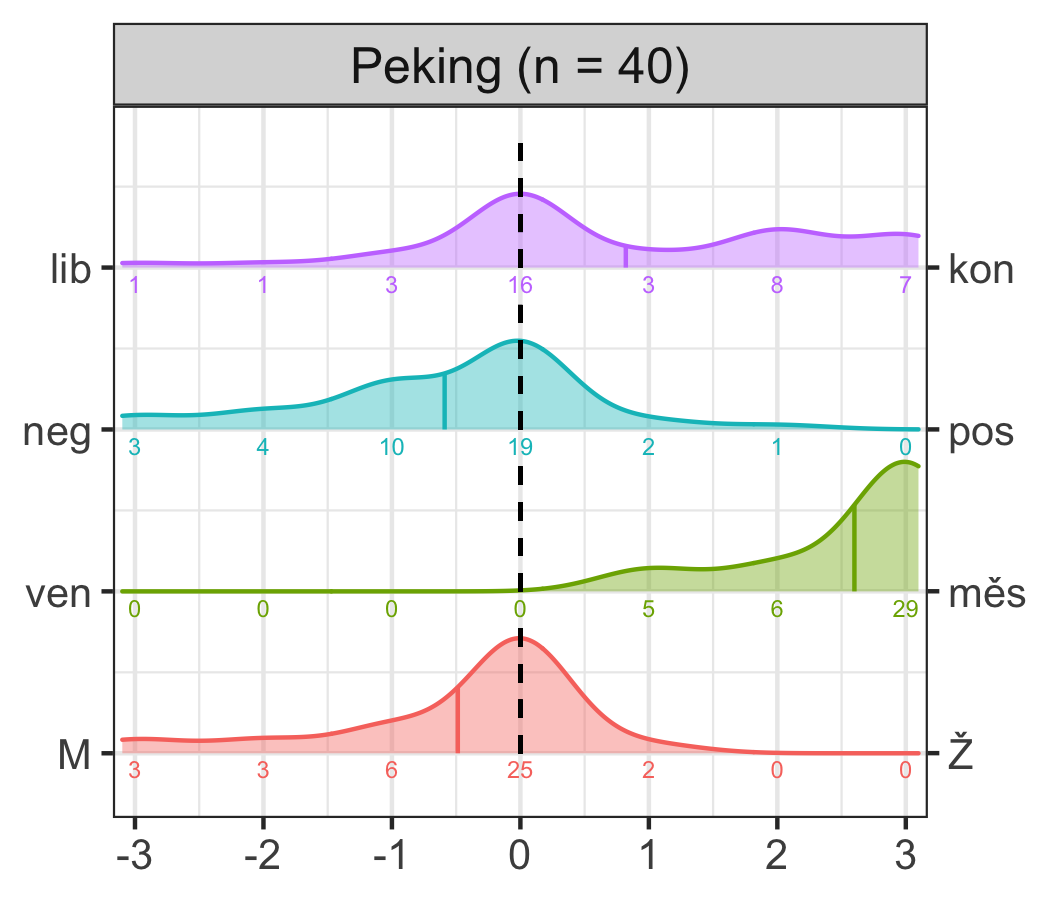 Peking (n = 40)
lib kon
1 1 3 16 3 8 7
neg pos
3 4 10 19 2 1 0
ven měs
0 0 0 0 5 6 29
M Ž
3 3 6 25 2 0 0
-3 -2 -1 0 1 2 3